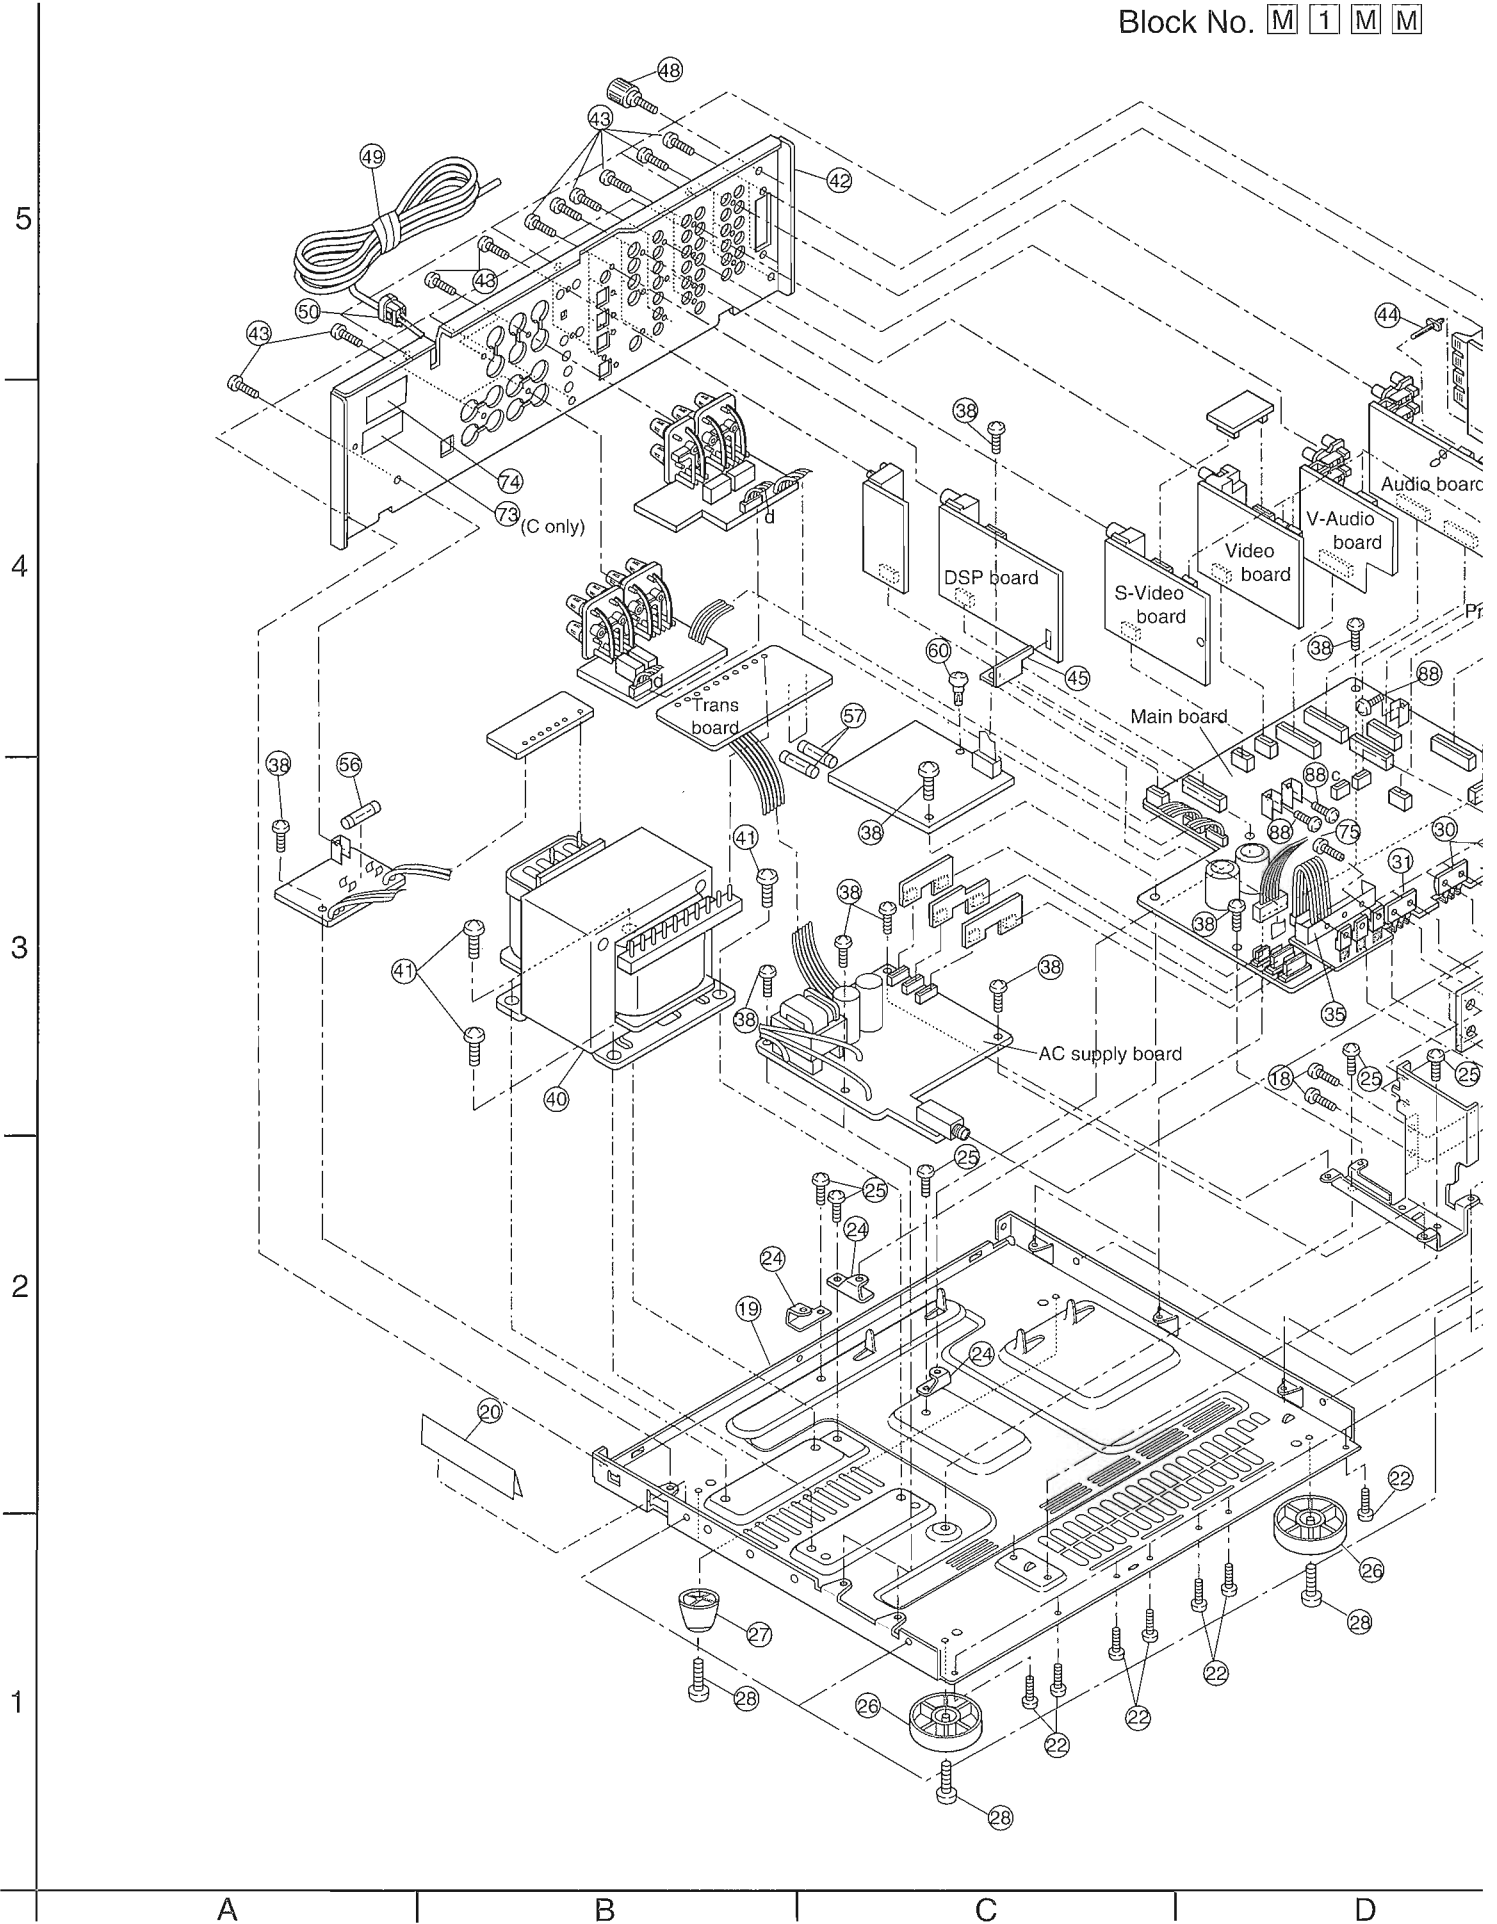 Block No. M 1 M M
48
43
49
42
5
43
50
44
43
38
74
Audio board
73 (C only)
d
V-Audio
board
Video
board
4
DSP board
S-Video
board
Pr
38
60
45
88
d
Trans
board
57
Main board
38
56
88
c
38
88
75
30
41
31
38
38
3
41
38
38
35
AC supply board
40
18
25
25
25
25
24
24
2
19
24
20
22
26
27
28
22
1
28
26
22
22
28
A
B
C
D